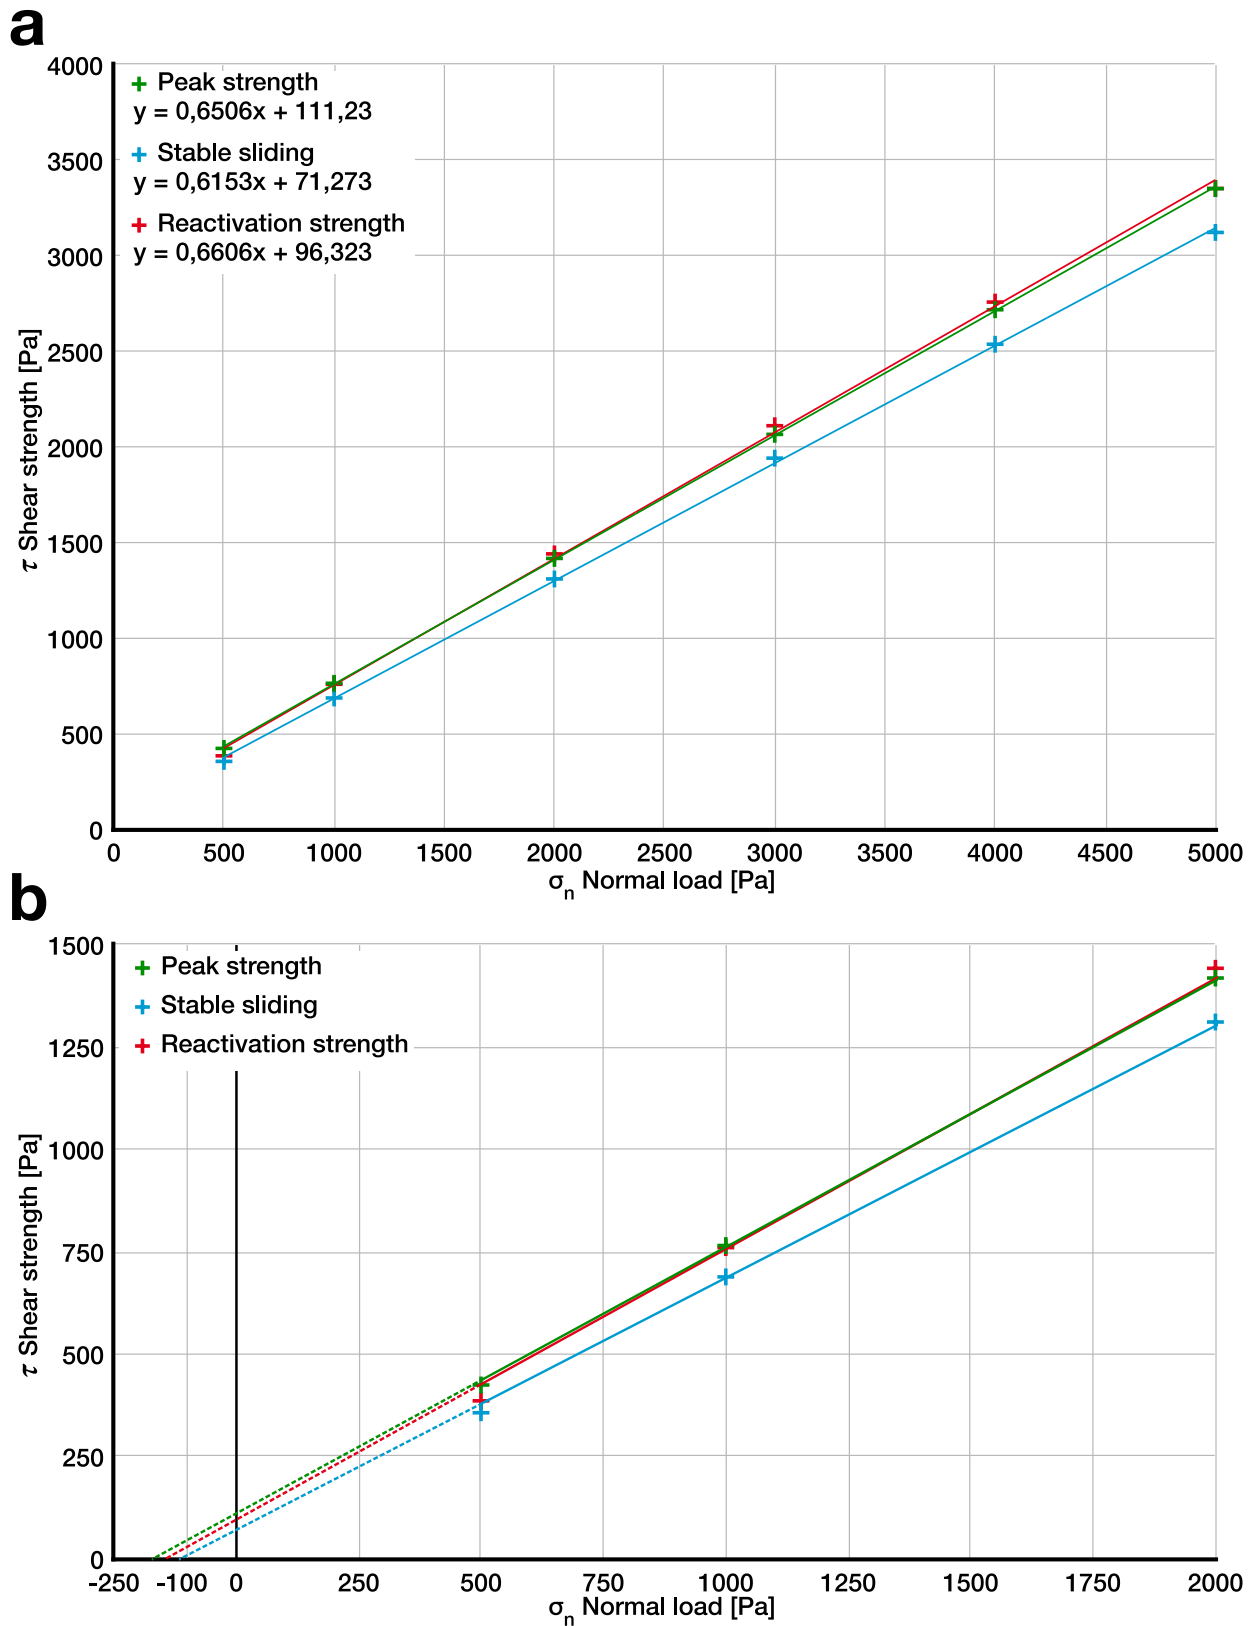 a
4000
3500
3000
2500
2000
1500
1000
500
0
τ Shear strength [Pa]
Peak strength
y = 0,6506x + 111,23
Stable sliding
y = 0,6153x + 71,273
Reactivation strength
y = 0,6606x + 96,323
0 500 1000 1500 2000 2500 3000 3500 4000 4500 5000
σn Normal load [Pa]
b
1500
1250
1000
750
500
250
0
τ Shear strength [Pa]
Peak strength
Stable sliding
Reactivation strength
-250 -100 0 250 500 750 1000 1250 1500 1750 2000
σn Normal load [Pa]